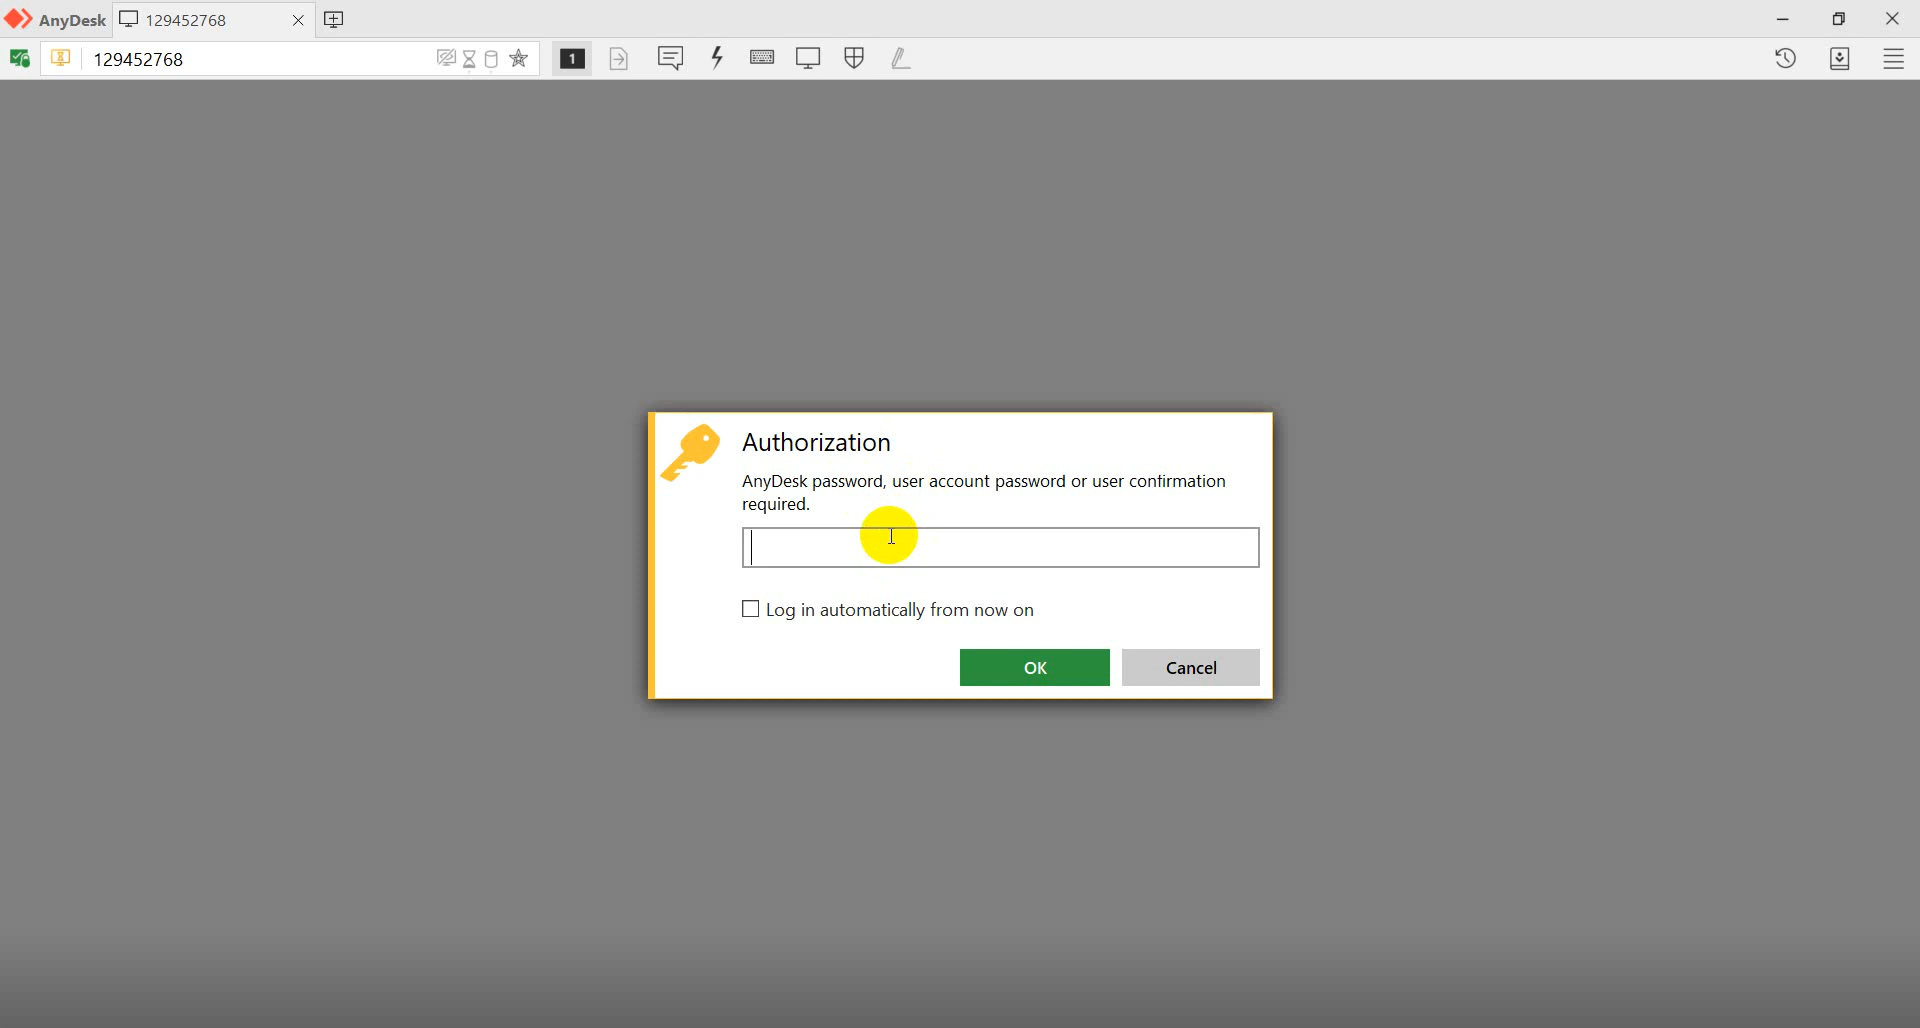 AnyDesk
129452768
129452768
1
Authorization
AnyDesk password, user account password or user confirmation
required.
Log in automatically from now on
OK
Cancel